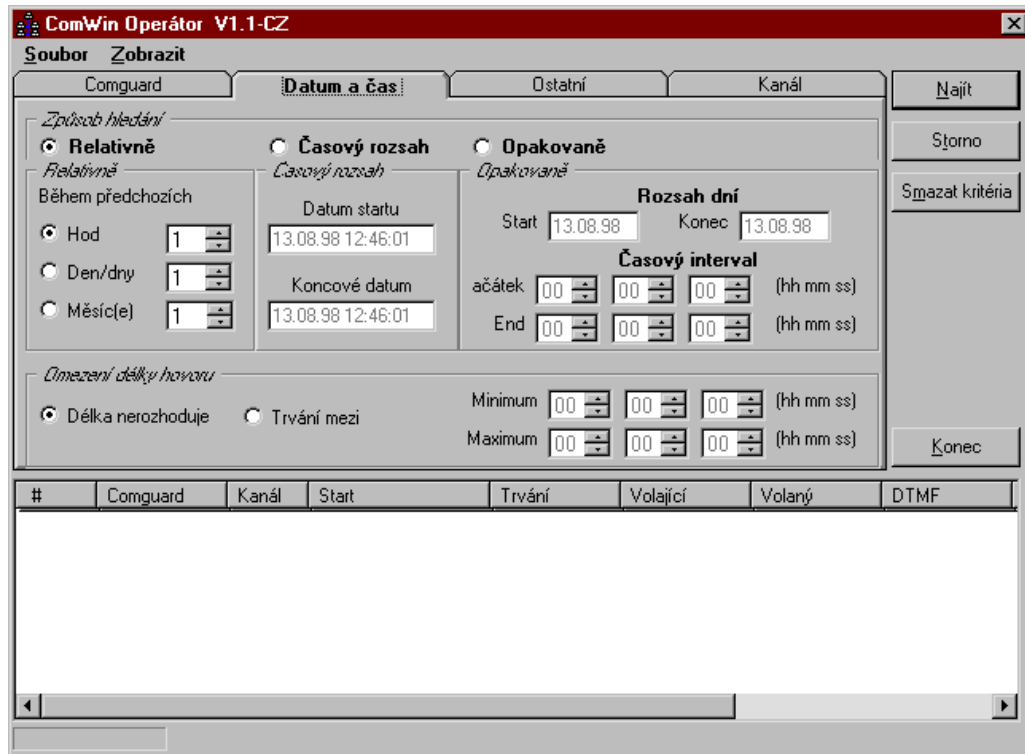 ComWin Operátor V1.1-CZ
Soubor Zobrazit
Comguard Datum a čas Ostatní Kanál
Najít
Storno
Smazat kritéria
Konec
Způsob hledání
Relativně Časový rozsah Opakovaně
Relativně
Během předchozích
Hod 1
Den/dny 1
Měsíc(e) 1
Časový rozsah
Datum startu
13.08.98 12:46:01
Koncové datum
13.08.98 12:46:01
Opakovaně
Rozsah dní
Start 13.08.98 Konec 13.08.98
Časový interval
ačátek 00 00 00 (hh mm ss)
End 00 00 00 (hh mm ss)
Omezení délky hovoru
Délka nerozhoduje Trvání mezi
Minimum 00 00 00 (hh mm ss)
Maximum 00 00 00 (hh mm ss)
# Comguard Kanál Start Trvání Volající Volaný DTMF